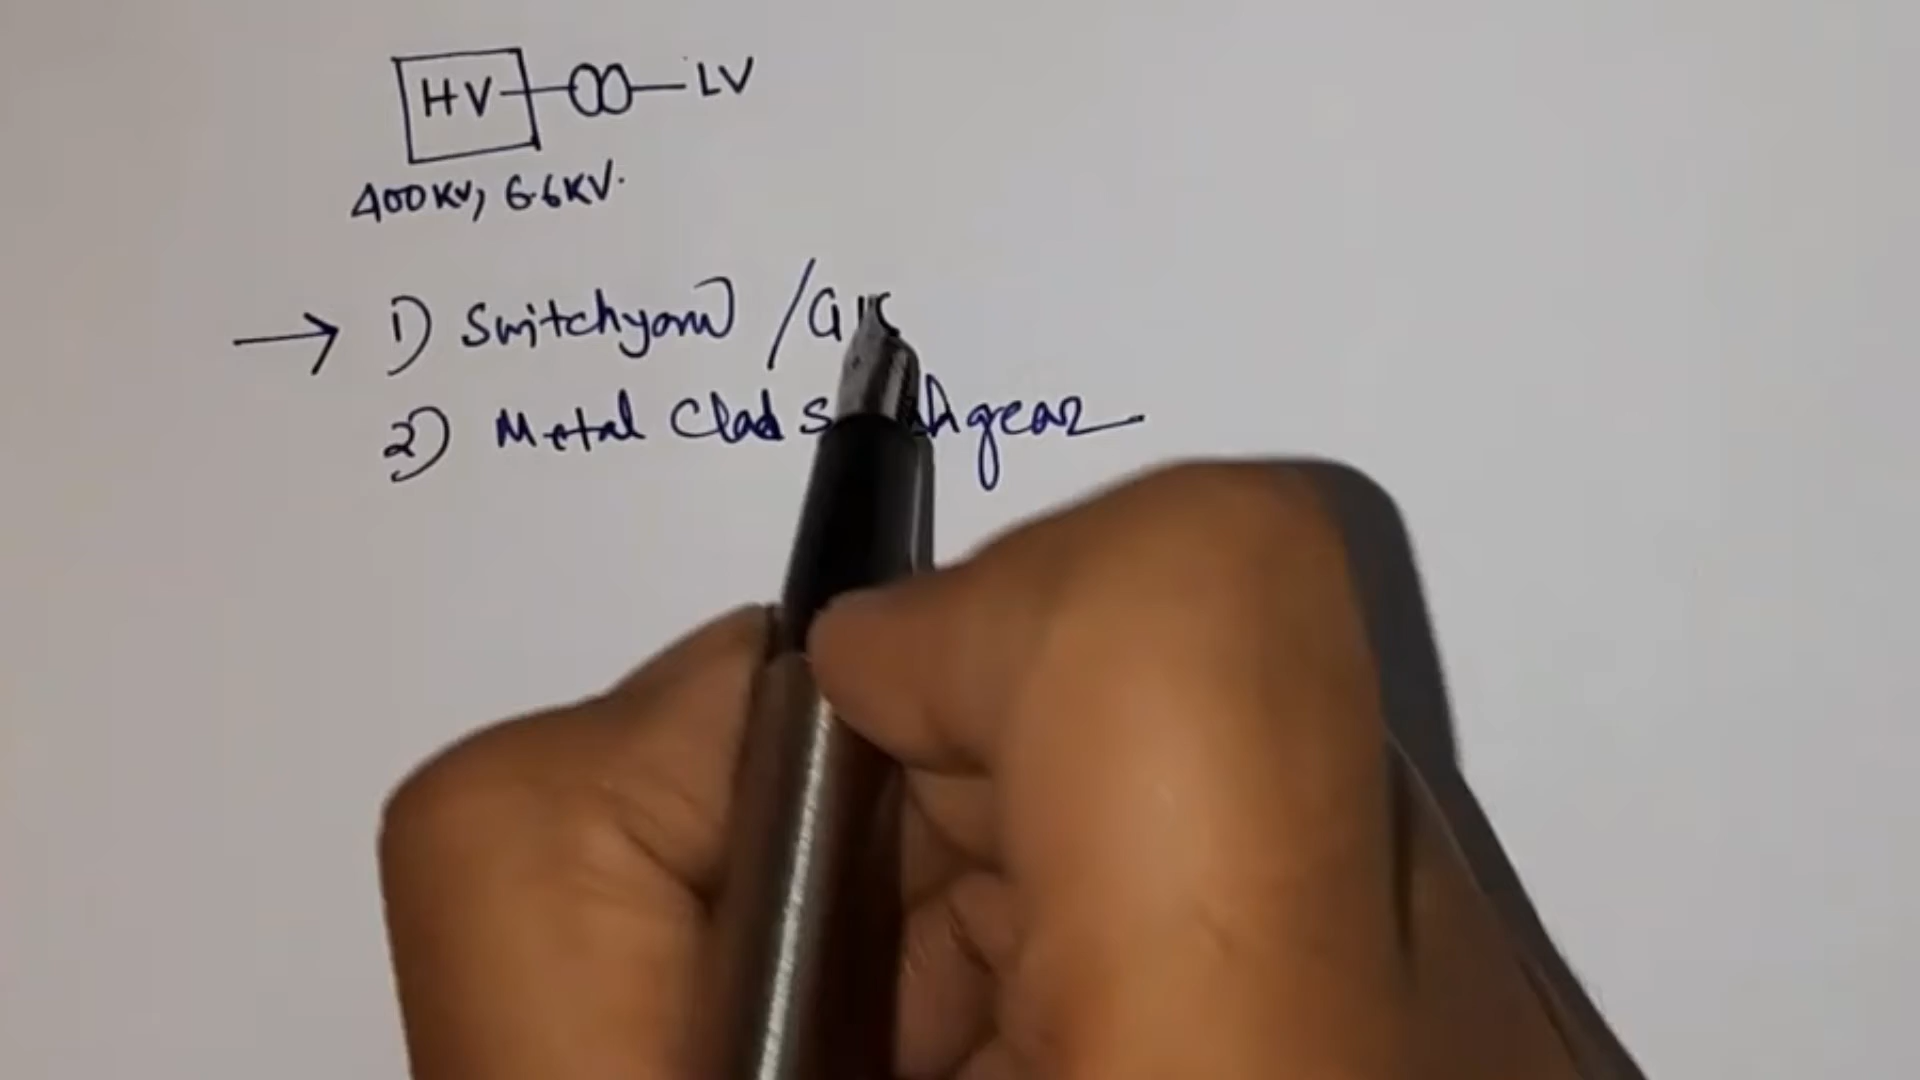 HV LV
400KV, 6.6KV.
1) Switchyard /
2) Metal Clad